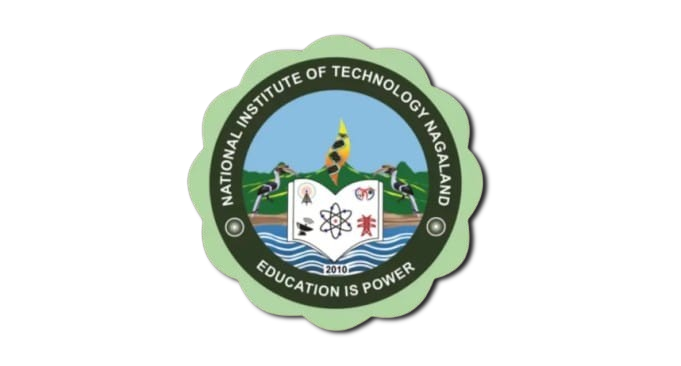 NATIONAL INSTITUTE OF TECHNOLOGY NAGALAND
2010
EDUCATION IS POWER